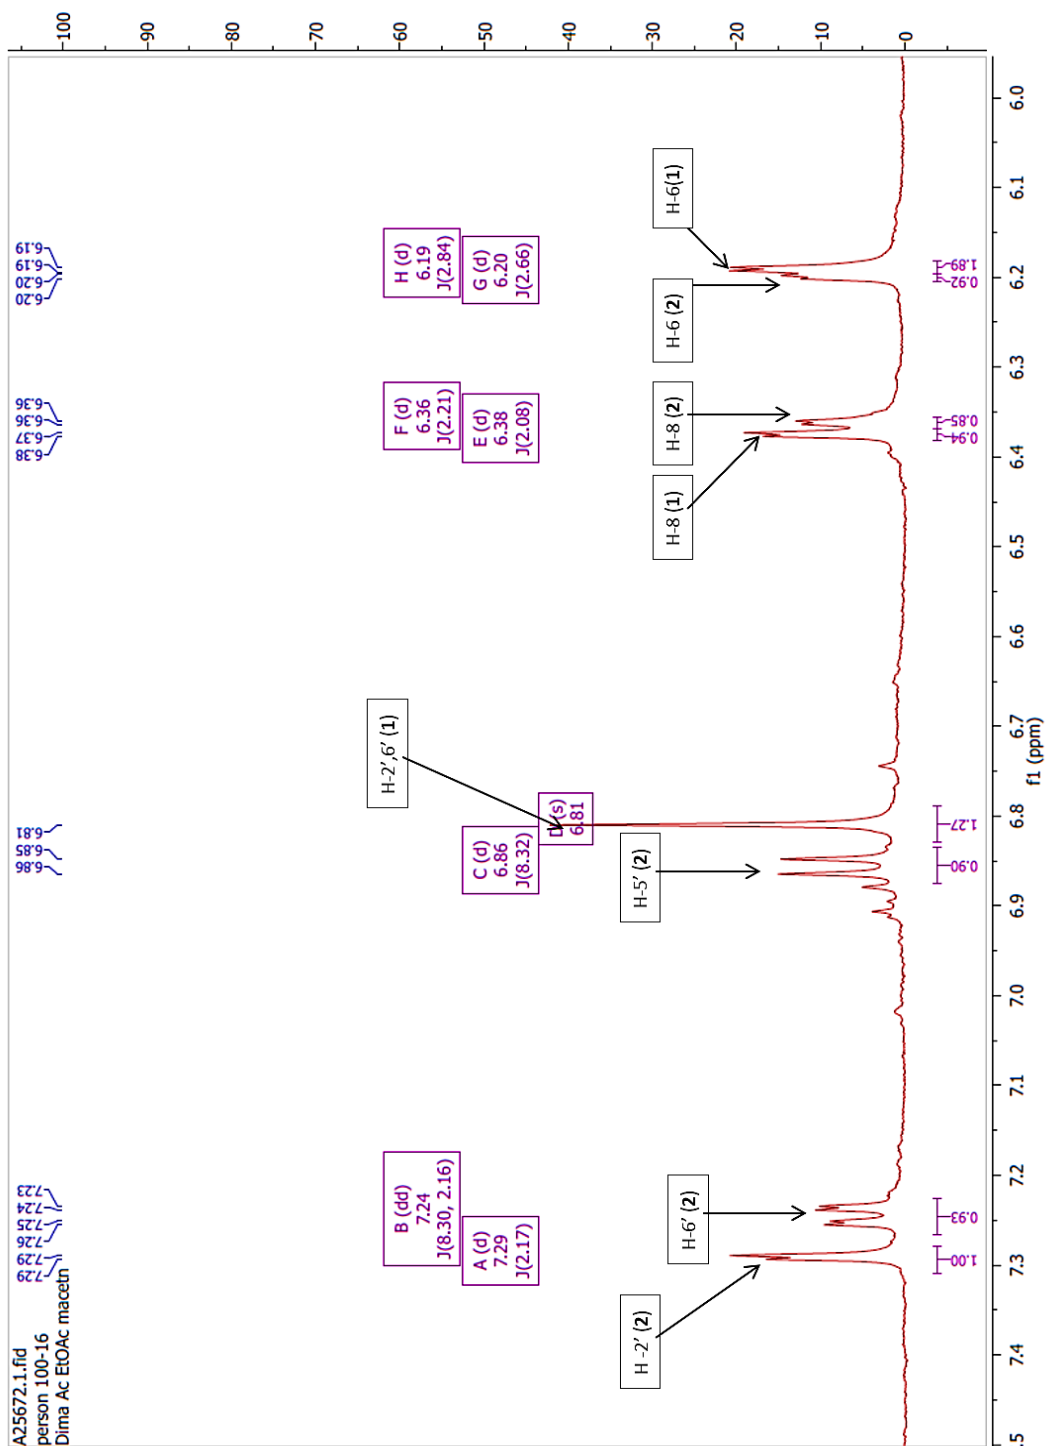 A25672.1.fid
person 100-16
Dima Ac EtOAc macetn
7.29
7.29
7.26
7.25
7.24
7.23
6.86
6.85
6.81
6.38
6.37
6.36
6.36
6.20
6.20
6.19
6.19
B (dd)
7.24
J(8.30, 2.16)
A (d)
7.29
J(2.17)
C (d)
6.86
J(8.32)
(s)
6.81
F (d)
6.36
J(2.21)
E (d)
6.38
J(2.08)
H (d)
6.19
J(2.84)
G (d)
6.20
J(2.66)
H -2' (2)
H-6' (2)
H-5' (2)
H-2',6' (1)
H-8 (1)
H-8 (2)
H-6 (2)
H-6(1)
1.00
0.93
0.90
1.27
0.94
0.85
0.92
1.89
.5
7.4
7.3
7.2
7.1
7.0
6.9
6.8
6.7
6.6
6.5
6.4
6.3
6.2
6.1
6.0
f1 (ppm)
100
90
80
70
60
50
40
30
20
10
0